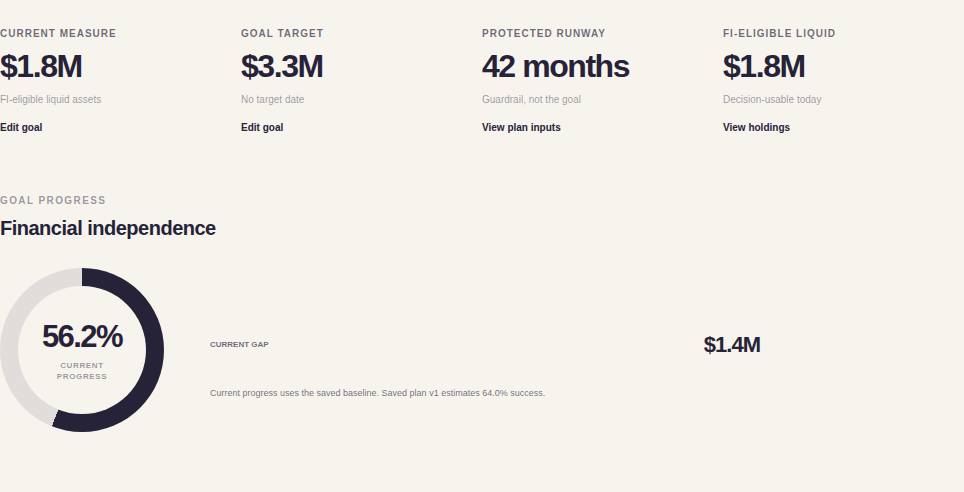 CURRENT MEASURE
$1.8M
FI-eligible liquid assets
Edit goal
GOAL TARGET
$3.3M
No target date
Edit goal
PROTECTED RUNWAY
42 months
Guardrail, not the goal
View plan inputs
FI-ELIGIBLE LIQUID
$1.8M
Decision-usable today
View holdings
GOAL PROGRESS
Financial independence
56.2%
CURRENT
PROGRESS
CURRENT GAP
$1.4M
Current progress uses the saved baseline. Saved plan v1 estimates 64.0% success.